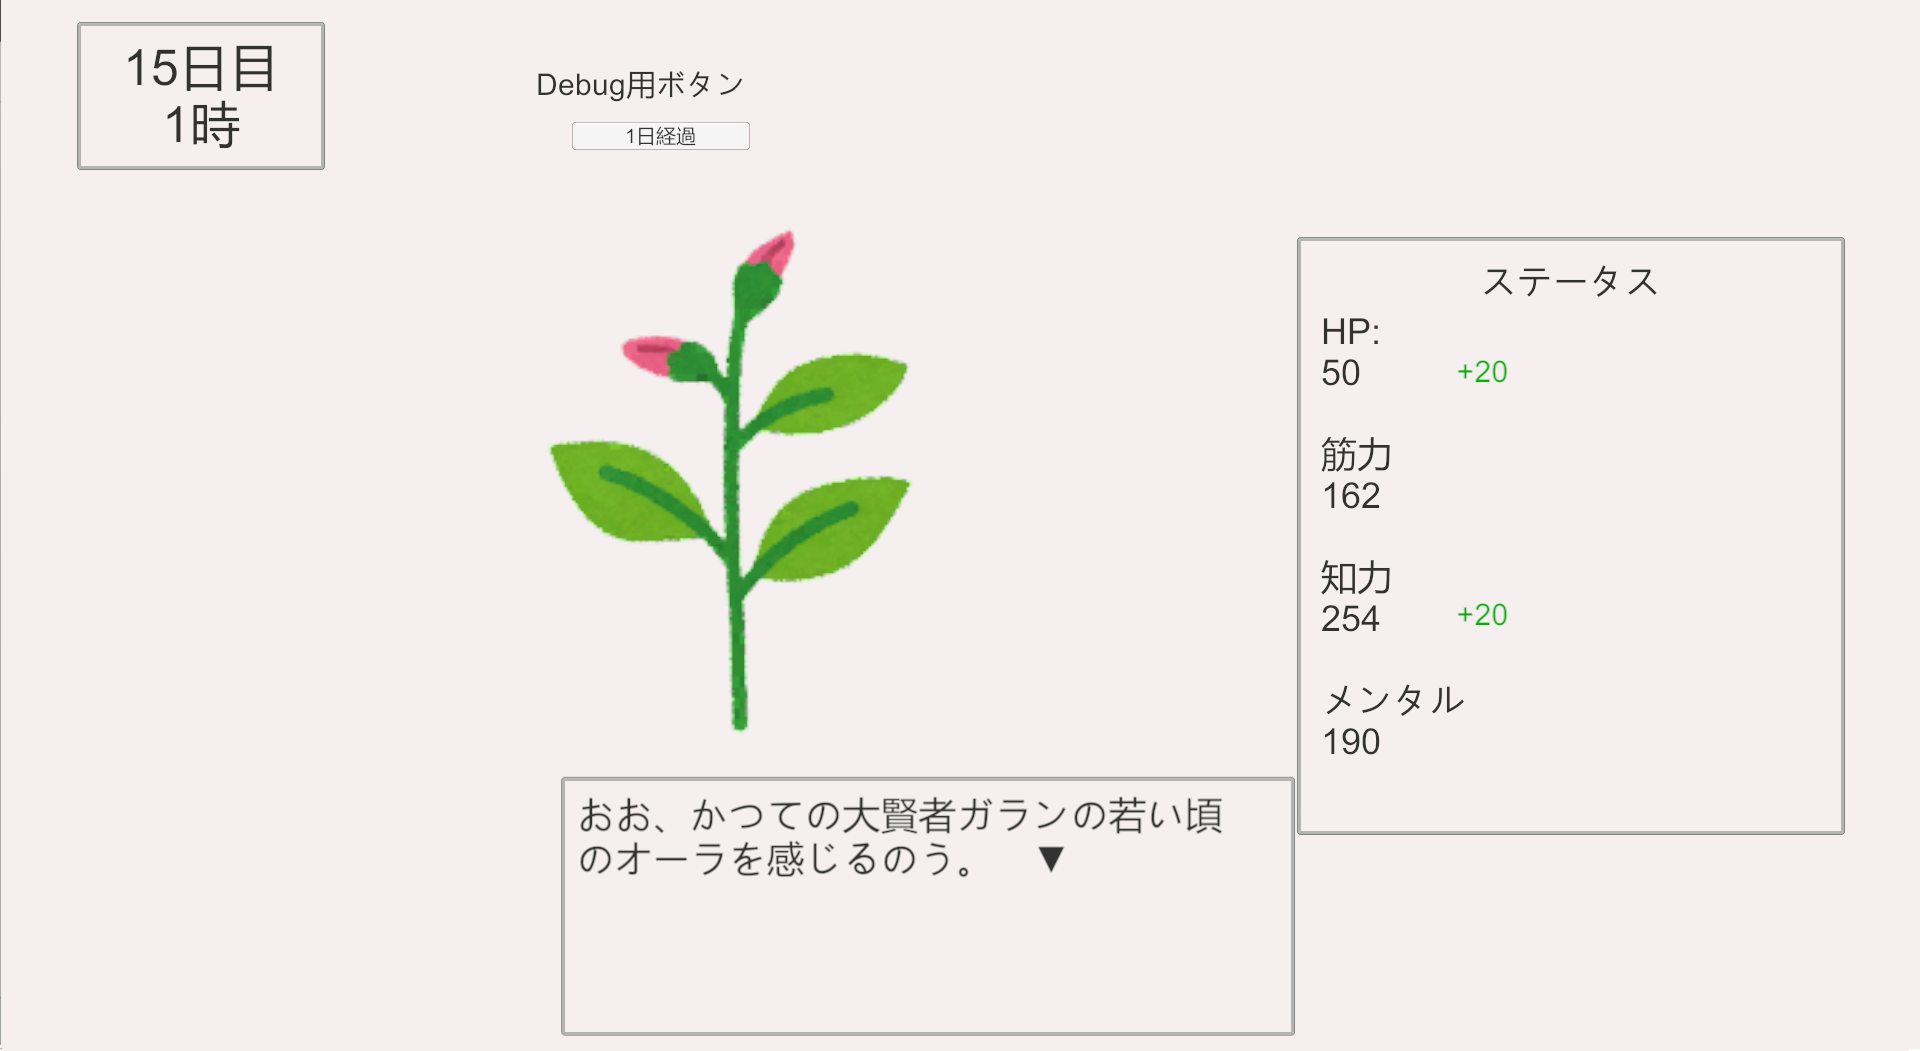 15日目
1時
Debug用ボタン
1日経過
ステータス
HP:
50 +20
筋力
162
知力
254 +20
メンタル
190
おお、かつての大賢者ガランの若い頃
のオーラを感じるのう。 ▼